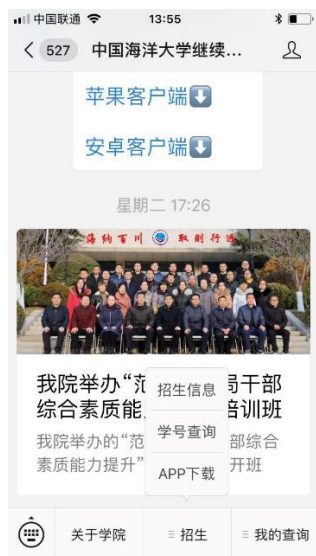 中国联通 13:55
527 中国海洋大学继续...
苹果客户端⬇
安卓客户端⬇
星期二 17:26
海纳百川 取则行远
我院举办“范 局干部
综合素质能 培训班
我院举办的“范 部综合
素质能力提升” 开班
招生信息
学号查询
APP下载
关于学院 招生 我的查询